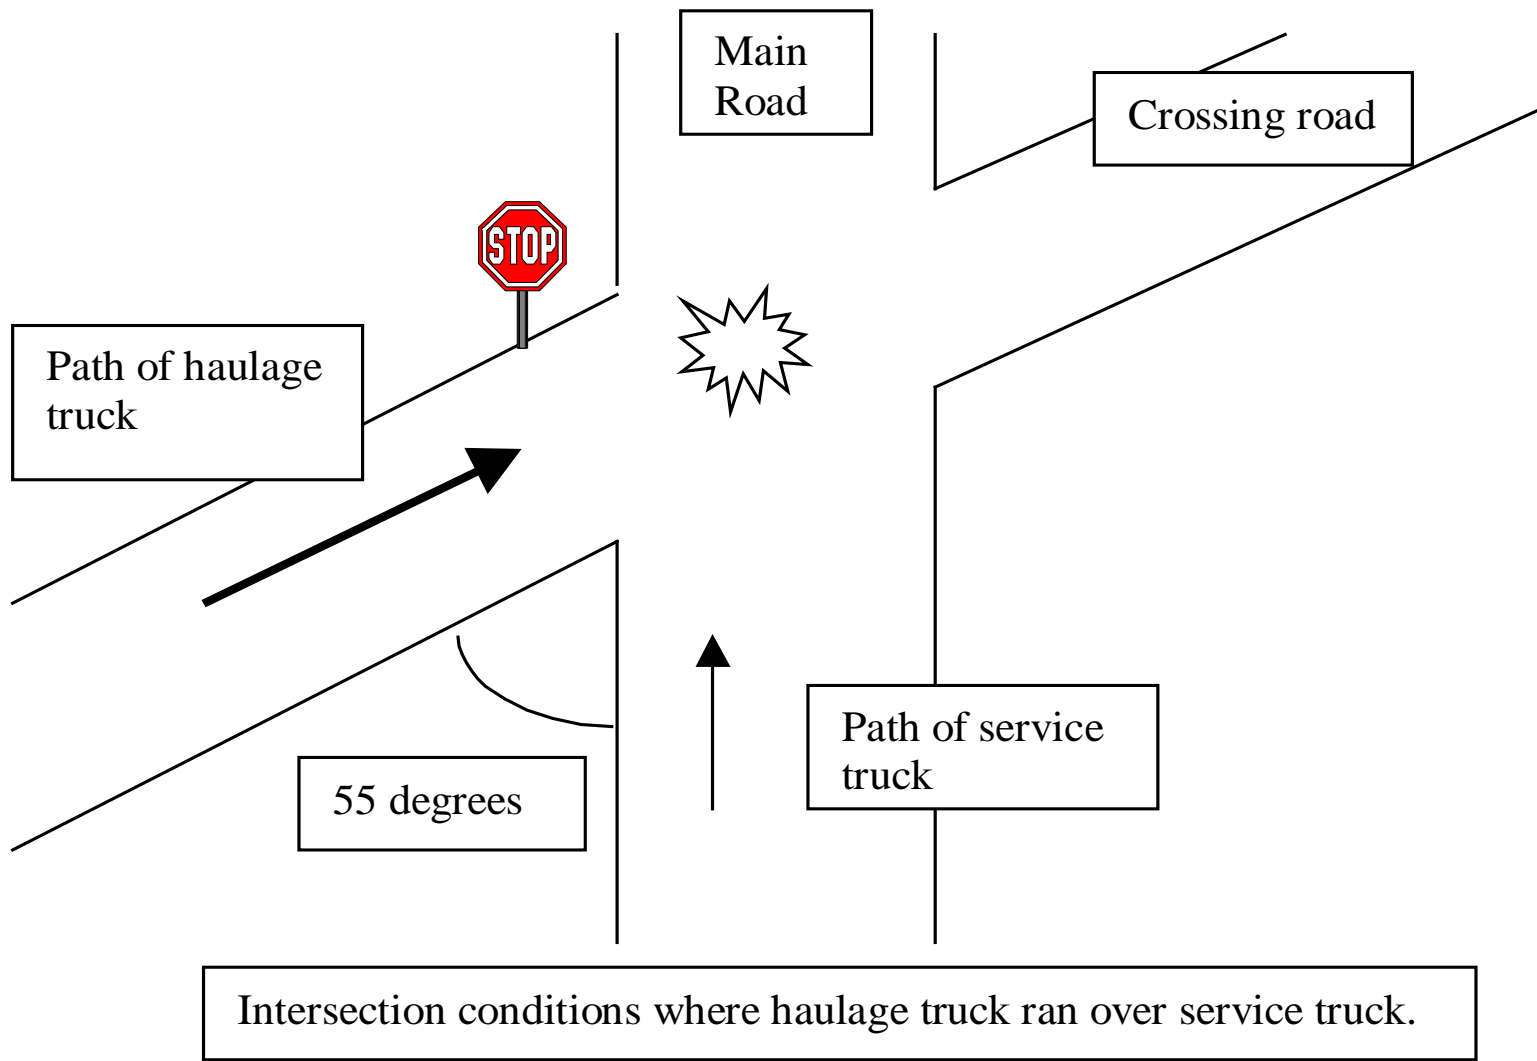 Main
Road
Crossing road
STOP
Path of haulage
truck
Path of service
truck
55 degrees
Intersection conditions where haulage truck ran over service truck.